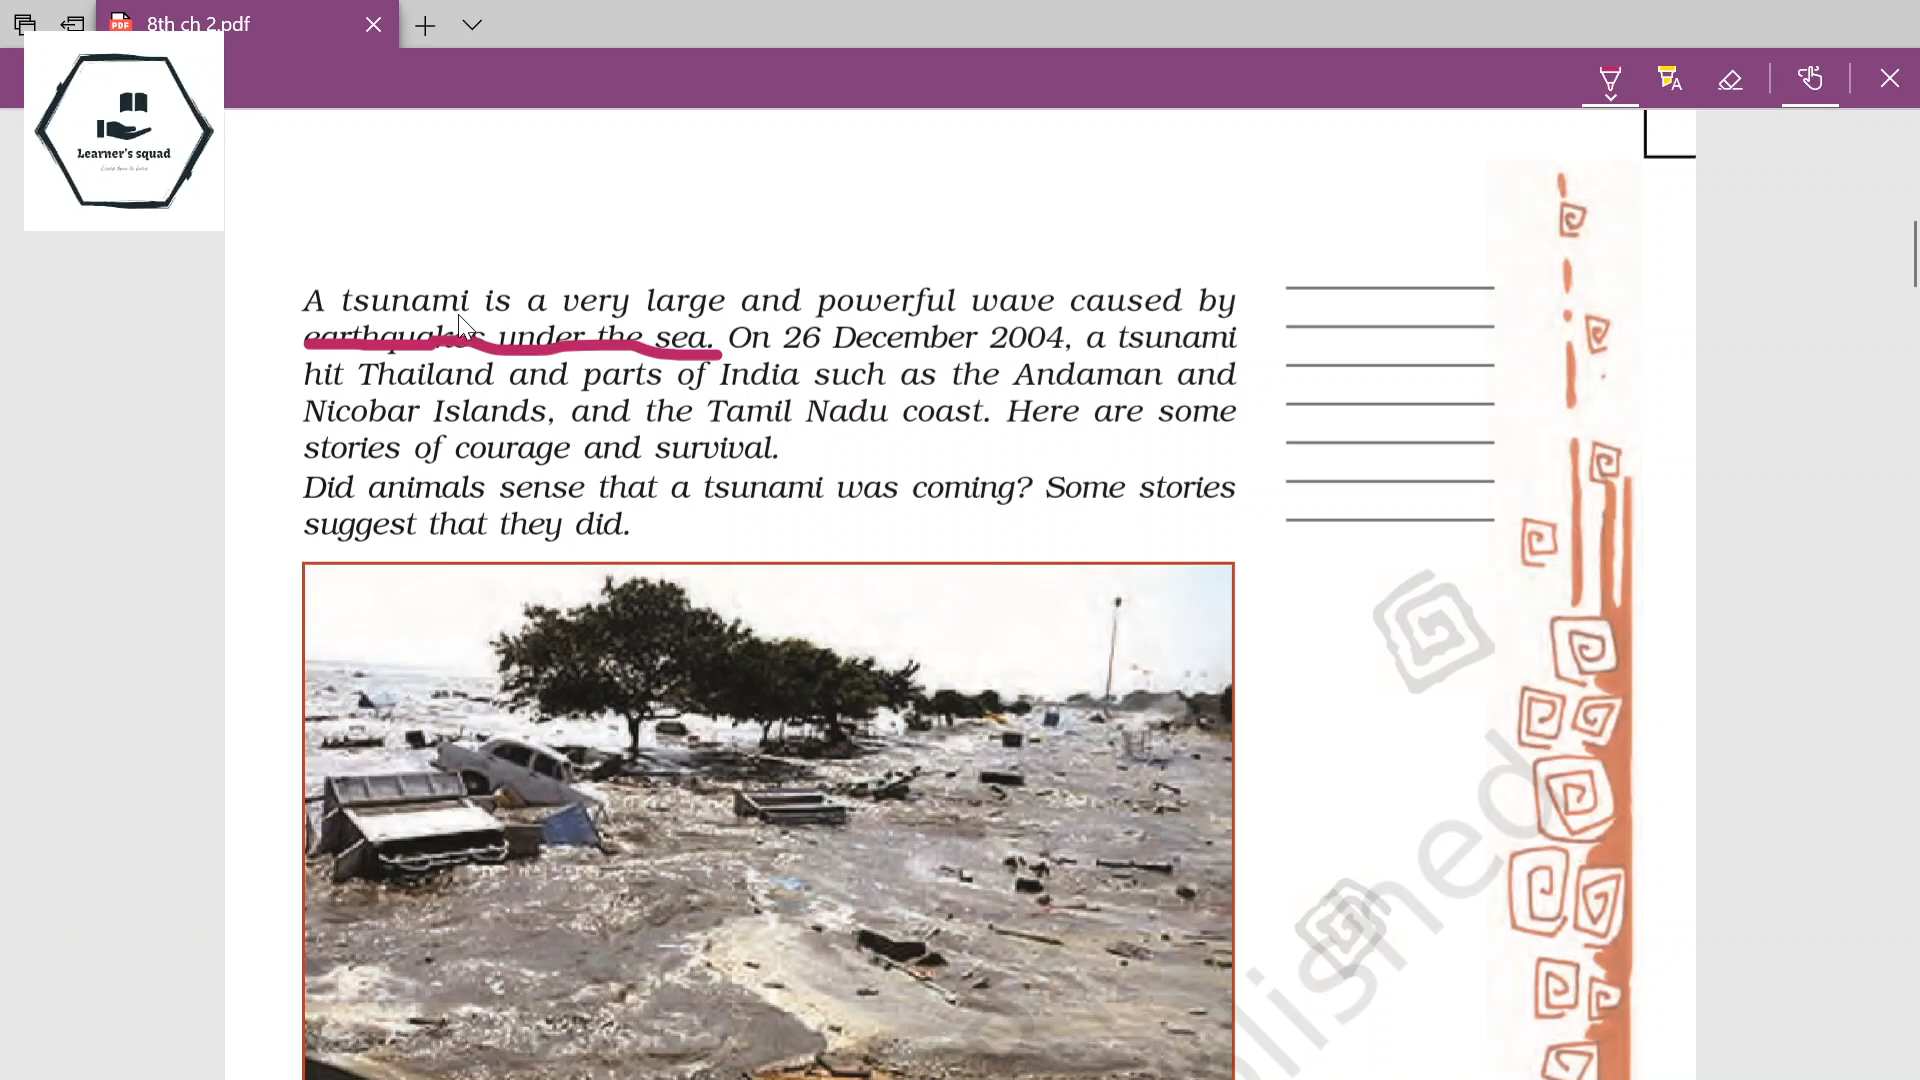 8th ch 2.pdf
PDF
A
Learner's squad
A tsunami is a very large and powerful wave caused by
earthquakes under the sea. On 26 December 2004, a tsunami
hit Thailand and parts of India such as the Andaman and
Nicobar Islands, and the Tamil Nadu coast. Here are some
stories of courage and survival.
Did animals sense that a tsunami was coming? Some stories
suggest that they did.
lished